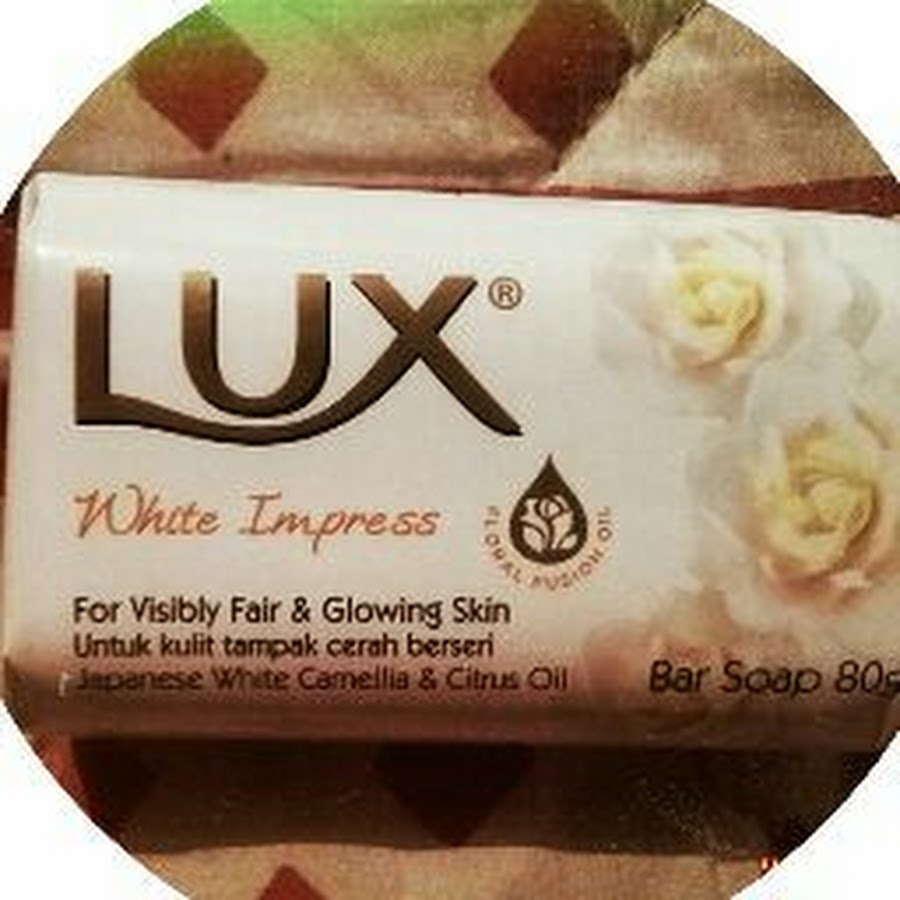 LUX®
White Impress
FLORAL FUSION OIL
For Visibly Fair & Glowing Skin
Untuk kulit tampak cerah berseri
Japanese White Camellia & Citrus Oil
Bar Soap 80g